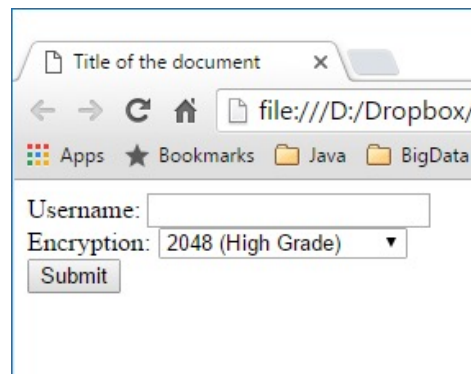 Title of the document
file:///D:/Dropbox/
Apps Bookmarks Java BigData
Username:
Encryption: 2048 (High Grade)
Submit